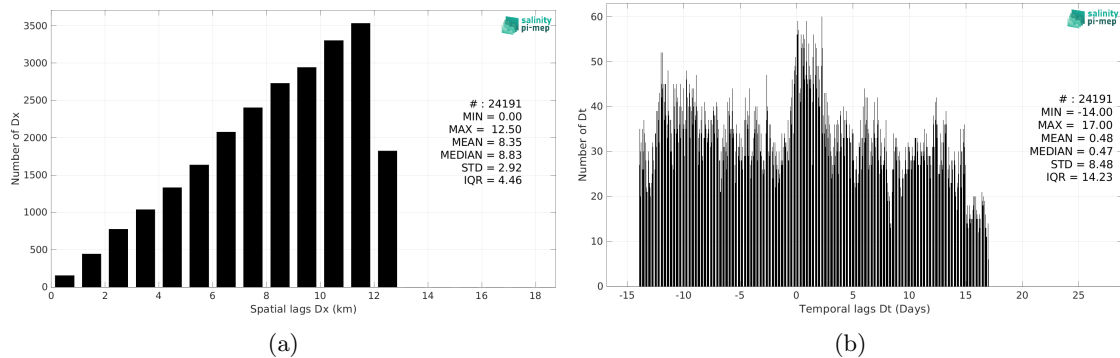 3500
3000
2500
2000
1500
1000
500
0
Number of Dx
0 2 4 6 8 10 12 14 16 18
Spatial lags Dx (km)
salinity
pi-mep
# : 24191
MIN = 0.00
MAX = 12.50
MEAN = 8.35
MEDIAN = 8.83
STD = 2.92
IQR = 4.46
(a)
60
50
40
30
20
10
0
Number of Dt
-15 -10 -5 0 5 10 15 20 25
Temporal lags Dt (Days)
salinity
pi-mep
# : 24191
MIN = -14.00
MAX = 17.00
MEAN = 0.48
MEDIAN = 0.47
STD = 8.48
IQR = 14.23
(b)